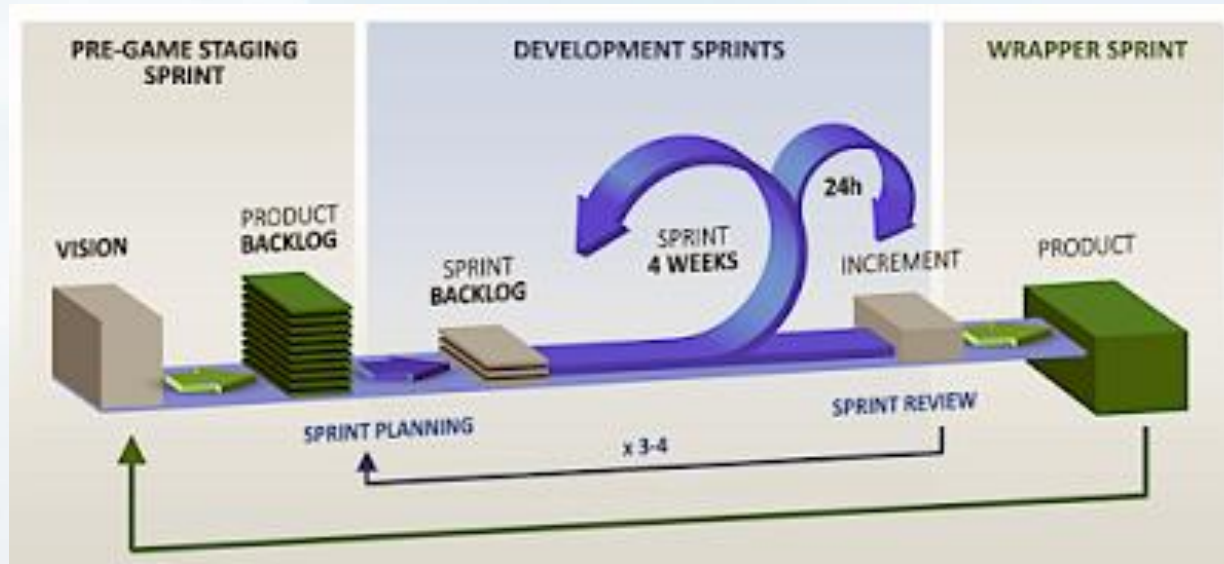 PRE-GAME STAGING
SPRINT
DEVELOPMENT SPRINTS
WRAPPER SPRINT
VISION
PRODUCT
BACKLOG
SPRINT
BACKLOG
SPRINT
4 WEEKS
24h
INCREMENT
PRODUCT
SPRINT PLANNING
SPRINT REVIEW
x 3-4